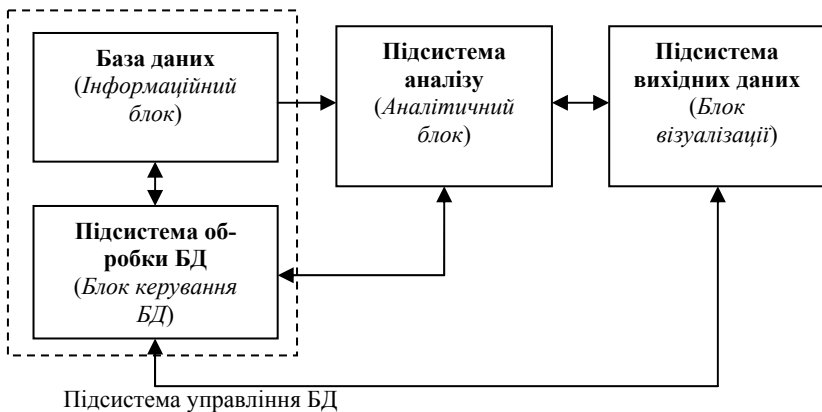 База даних
(Інформаційний
блок)
Підсистема
аналізу
(Аналітичний
блок)
Підсистема
вихідних даних
(Блок
візуалізації)
Підсистема об-
робки БД
(Блок керування
БД)
Підсистема управління БД